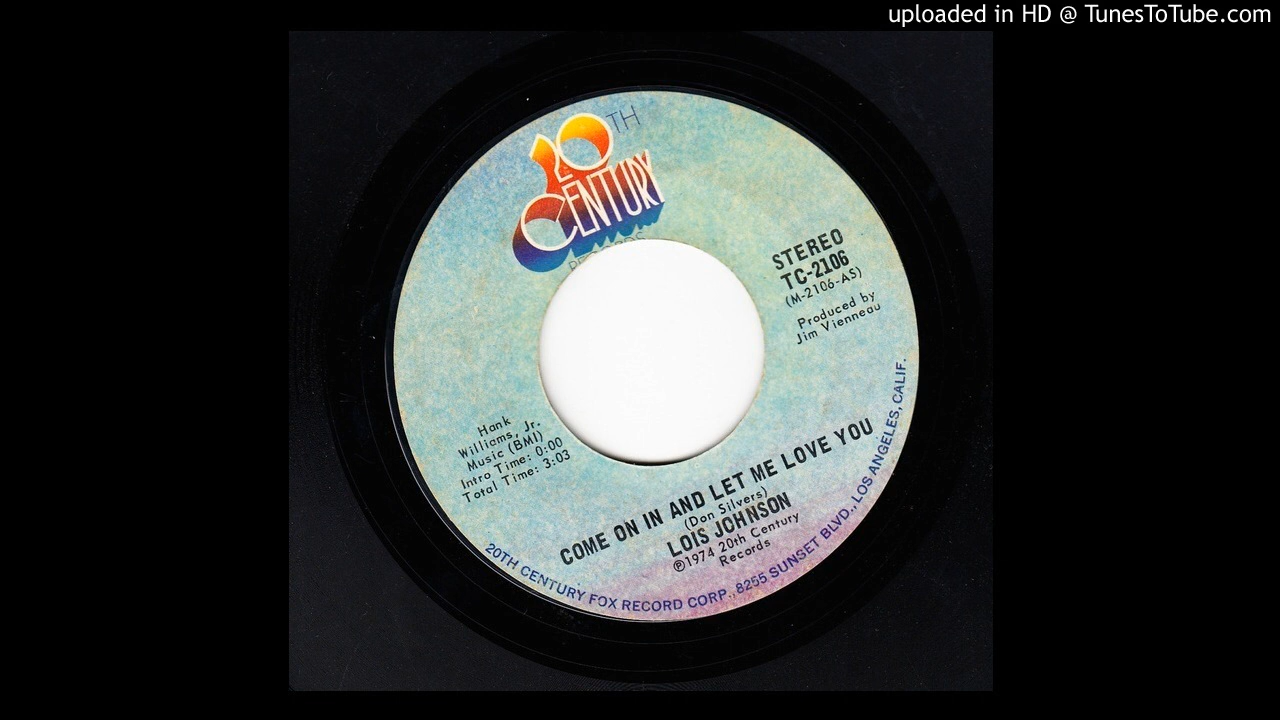 uploaded in HD @ TunesToTube.com
20TH
CENTURY
RECORDS
STEREO
TC-2106
(M-2106-AS)
Produced by
Jim Vienneau
Hank
Williams, Jr.
Music (BMI)
Intro Time: 0:00
Total Time: 3:03
COME ON IN AND LET ME LOVE YOU
(Don Silvers)
LOIS JOHNSON
℗1974 20th Century
Records
20TH CENTURY FOX RECORD CORP., 8255 SUNSET BLVD., LOS ANGELES, CALIF.